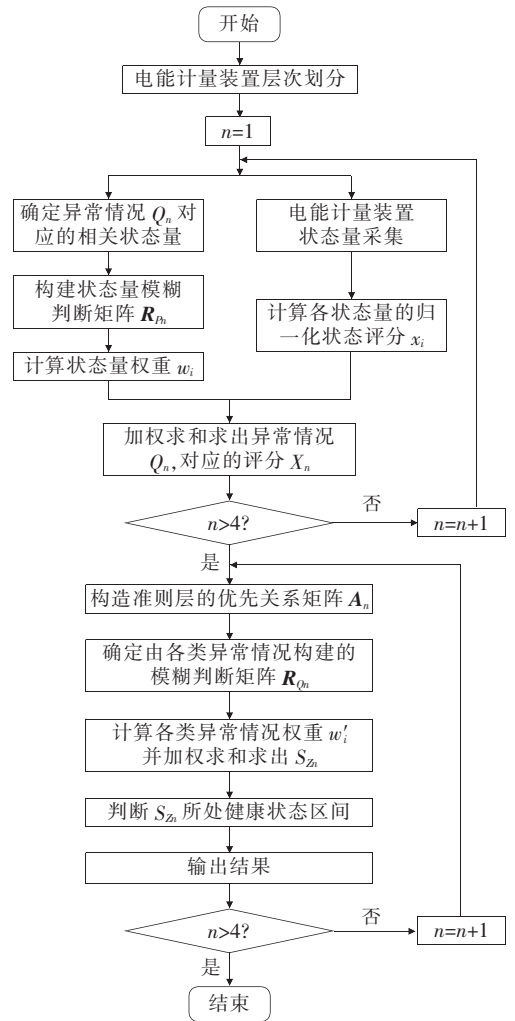 开始
电能计量装置层次划分
n=1
确定异常情况 Qn 对
应的相关状态量
电能计量装置
状态量采集
构建状态量模糊
判断矩阵 RPn
计算各状态量的归
一化状态评分 xi
计算状态量权重 wi
加权求和求出异常情况
Qn,对应的评分 Xn
n>4?
否
n=n+1
是
构造准则层的优先关系矩阵 An
确定由各类异常情况构建的
模糊判断矩阵 RQn
计算各类异常情况权重 w′i
并加权求和求出 SZn
判断 SZn 所处健康状态区间
输出结果
n>4?
否
n=n+1
是
结束